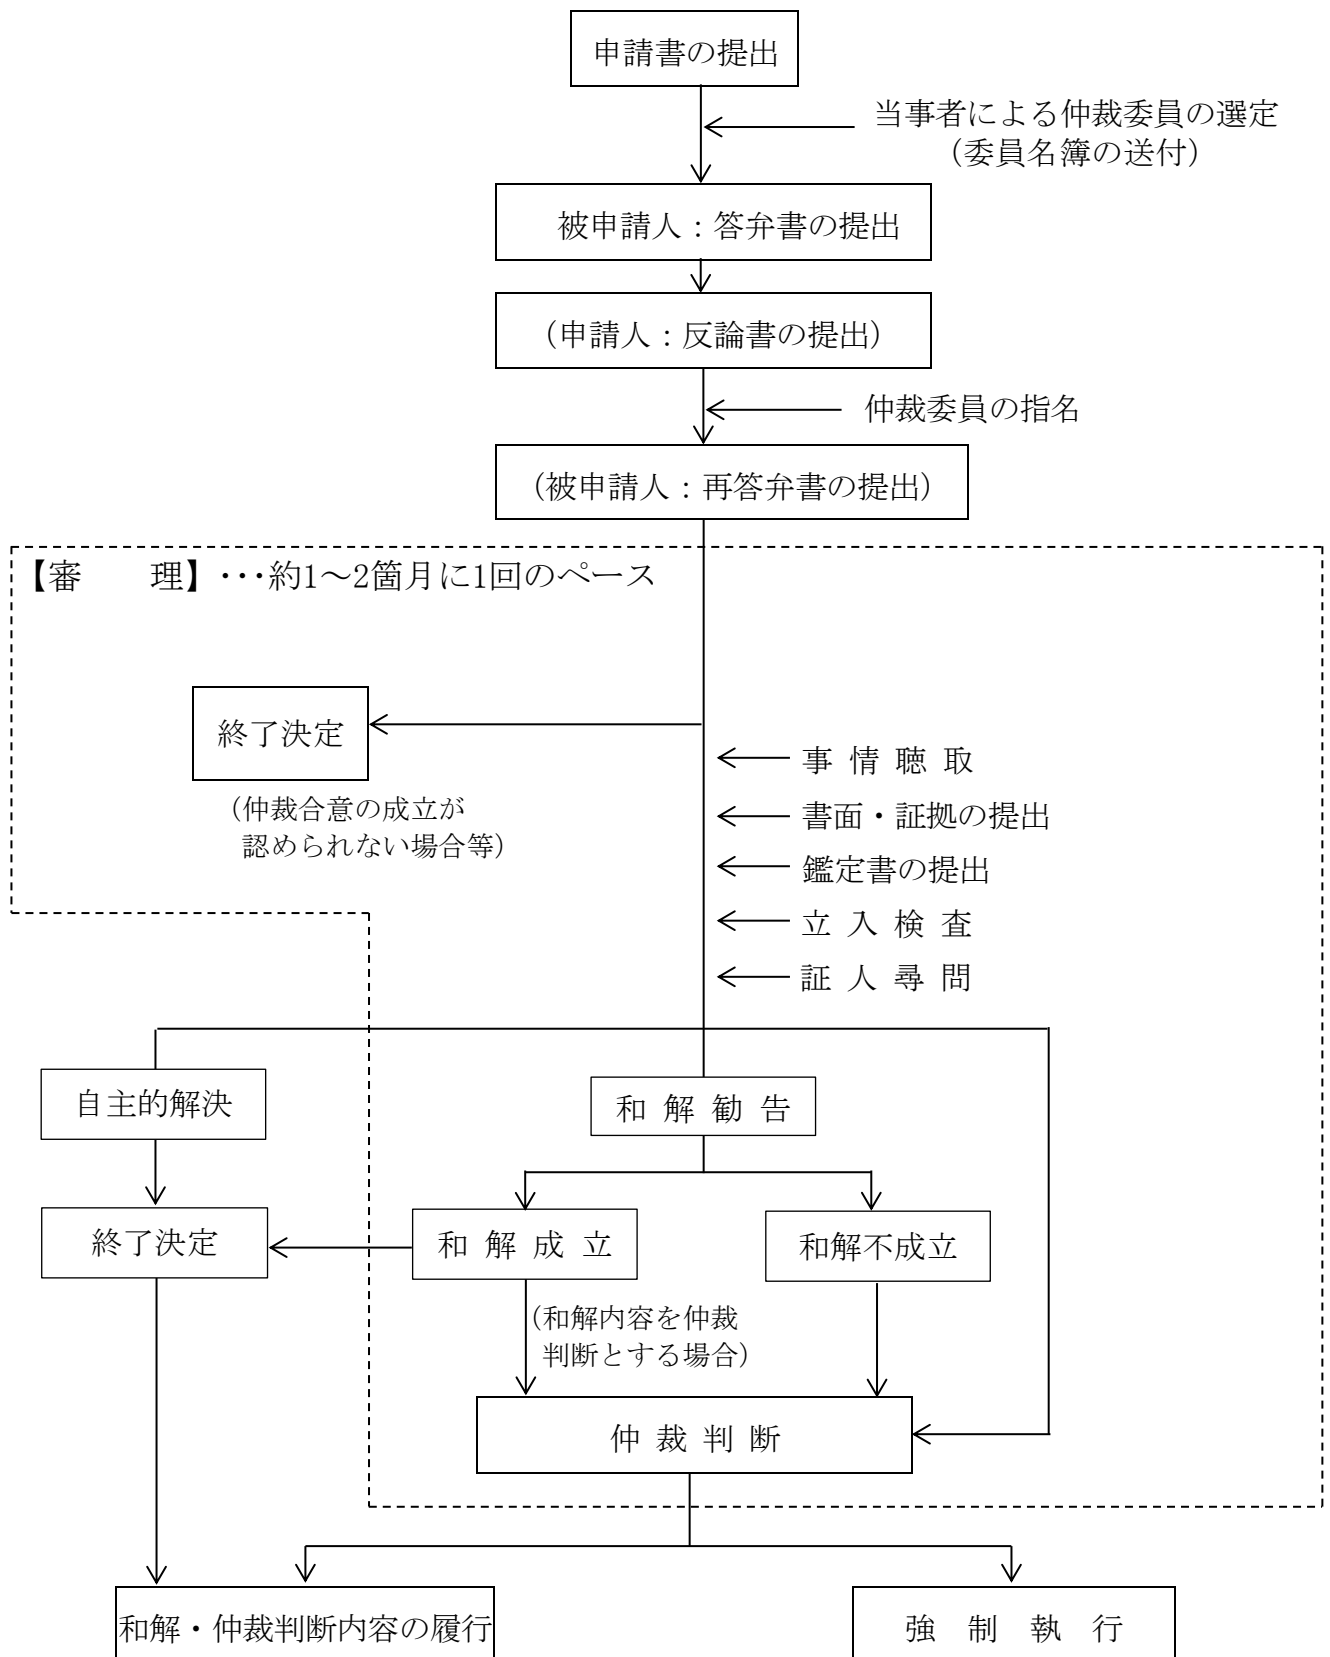 申請書の提出
当事者による仲裁委員の選定
（委員名簿の送付）
被申請人：答弁書の提出
（申請人：反論書の提出）
仲裁委員の指名
（被申請人：再答弁書の提出）
【審　　理】･･･約1～2箇月に1回のペース
終了決定
（仲裁合意の成立が
認められない場合等）
事 情 聴 取
書面・証拠の提出
鑑定書の提出
立 入 検 査
証 人 尋 問
自主的解決
和 解 勧 告
終了決定
和 解 成 立
和解不成立
（和解内容を仲裁
判断とする場合）
仲 裁 判 断
和解・仲裁判断内容の履行
強　制　執　行